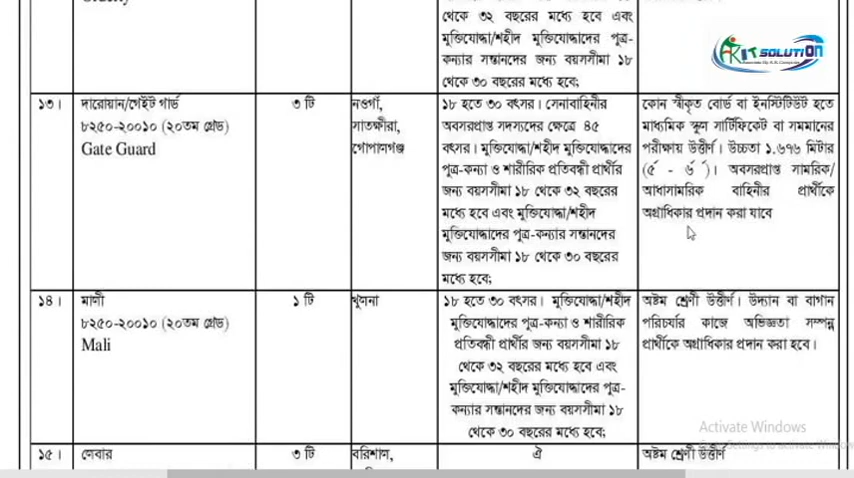 থেকে ৩২ বছরের মধ্যে হবে এবং
মুক্তিযোদ্ধা/শহীদ মুক্তিযোদ্ধাদের পুত্র-
কন্যার সন্তানদের জন্য বয়সসীমা ১৮
থেকে ৩০ বছরের মধ্যে হবে;
IT SOLUTION
১৩।
দারোয়ান/গেইট গার্ড
৮২৫০-২০০১০ (২০তম গ্রেড)
Gate Guard
৩ টি
নওগাঁ,
সাতক্ষীরা,
গোপালগঞ্জ
১৮ হতে ৩০ বৎসর। সেনাবাহিনীর
অবসরপ্রাপ্ত সদস্যদের ক্ষেত্রে ৪৫
বৎসর। মুক্তিযোদ্ধা/শহীদ মুক্তিযোদ্ধাদের
পুত্র-কন্যা ও শারীরিক প্রতিবন্ধী প্রার্থীর
জন্য বয়সসীমা ১৮ থেকে ৩২ বছরের
মধ্যে হবে এবং মুক্তিযোদ্ধা/শহীদ
মুক্তিযোদ্ধাদের পুত্র-কন্যার সন্তানদের
জন্য বয়সসীমা ১৮ থেকে ৩০ বছরের
মধ্যে হবে;
কোন স্বীকৃত বোর্ড বা ইনস্টিটিউট হতে
মাধ্যমিক স্কুল সার্টিফিকেট বা সমমানের
পরীক্ষায় উত্তীর্ণ। উচ্চতা ১.৬৭৬ মিটার
(৫ ́ - ৬ ́ ́)। অবসরপ্রাপ্ত সামরিক/
আধাসামরিক বাহিনীর প্রার্থীকে
অগ্রাধিকার প্রদান করা যাবে
১৪।
মালী
৮২৫০-২০০১০ (২০তম গ্রেড)
Mali
১ টি
খুলনা
১৮ হতে ৩০ বৎসর। মুক্তিযোদ্ধা/শহীদ
মুক্তিযোদ্ধাদের পুত্র-কন্যা ও শারীরিক
প্রতিবন্ধী প্রার্থীর জন্য বয়সসীমা ১৮
থেকে ৩২ বছরের মধ্যে হবে এবং
মুক্তিযোদ্ধা/শহীদ মুক্তিযোদ্ধাদের পুত্র-
কন্যার সন্তানদের জন্য বয়সসীমা ১৮
থেকে ৩০ বছরের মধ্যে হবে;
অষ্টম শ্রেণী উত্তীর্ণ। উদ্যান বা বাগান
পরিচর্যার কাজে অভিজ্ঞতা সম্পন্ন
প্রার্থীকে অগ্রাধিকার প্রদান করা হবে।
Activate Windows
Settings to activate Windows
১৫।
লেবার
৩ টি
বরিশাল,
ঐ
অষ্টম শ্রেণী উত্তীর্ণ